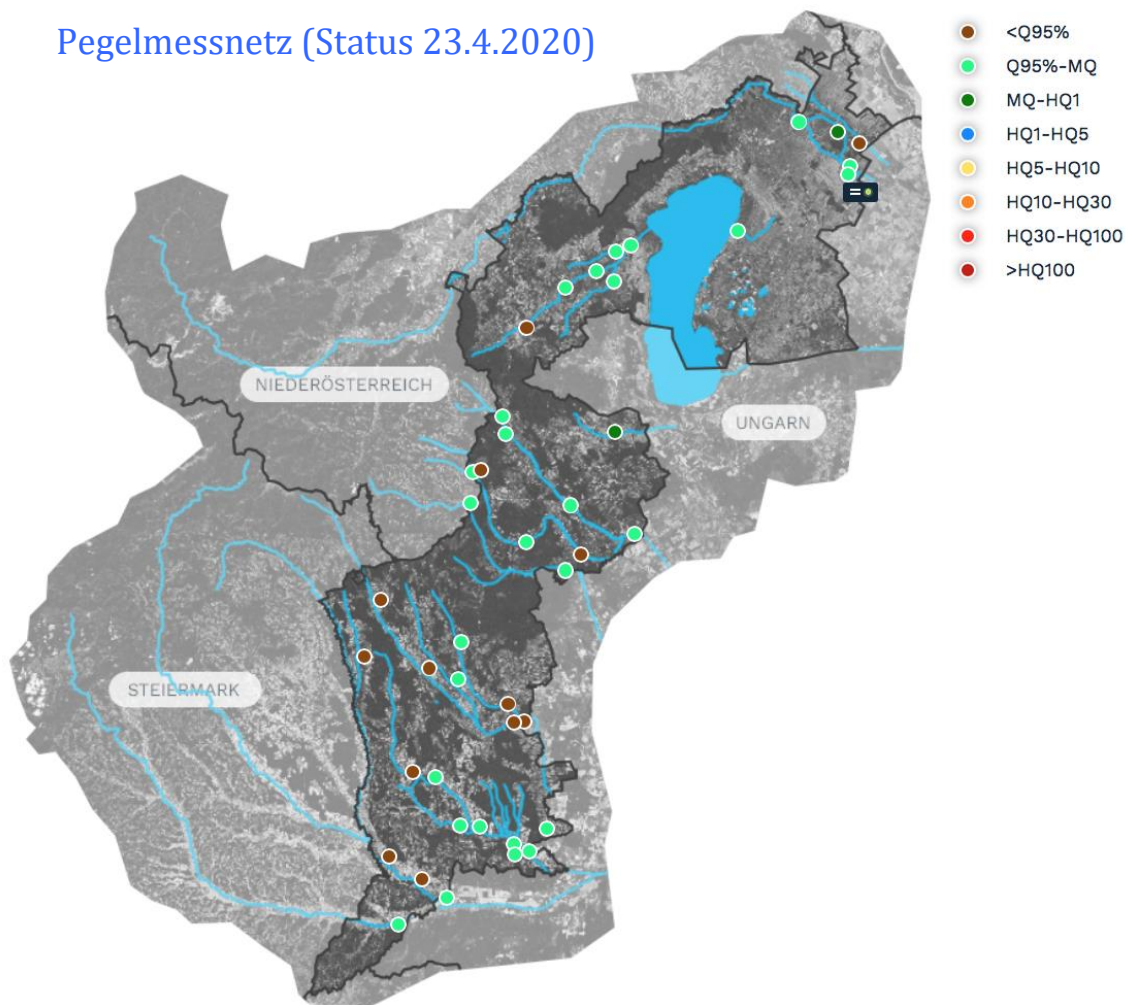 Pegelmessnetz (Status 23.4.2020)
<Q95%
Q95%-MQ
MQ-HQ1
HQ1-HQ5
HQ5-HQ10
HQ10-HQ30
HQ30-HQ100
>HQ100
NIEDERÖSTERREICH
UNGARN
STEIERMARK